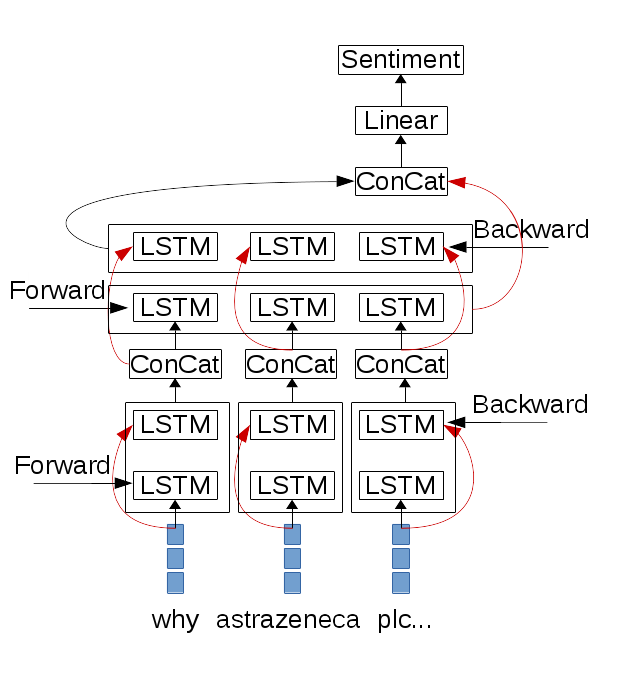 Sentiment
Linear
ConCat
LSTM LSTM LSTM Backward
Forward LSTM LSTM LSTM
ConCat ConCat ConCat
LSTM LSTM LSTM Backward
Forward LSTM LSTM LSTM
why astrazeneca plc...